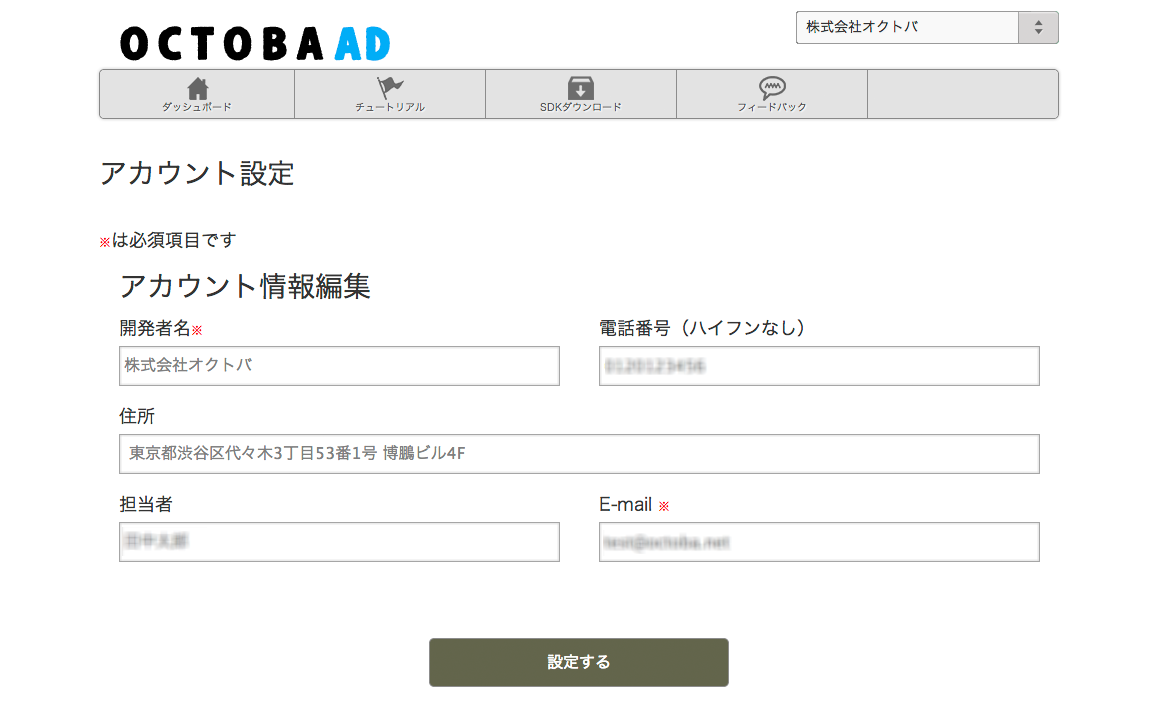 OCTOBA AD
株式会社オクトバ
ダッシュボード
チュートリアル
SDKダウンロード
フィードバック
アカウント設定
※は必須項目です
アカウント情報編集
開発者名※
電話番号（ハイフンなし）
株式会社オクトバ
0120123456
住所
東京都渋谷区代々木3丁目53番1号 博鵬ビル4F
担当者
E-mail ※
test@octoba.net
設定する